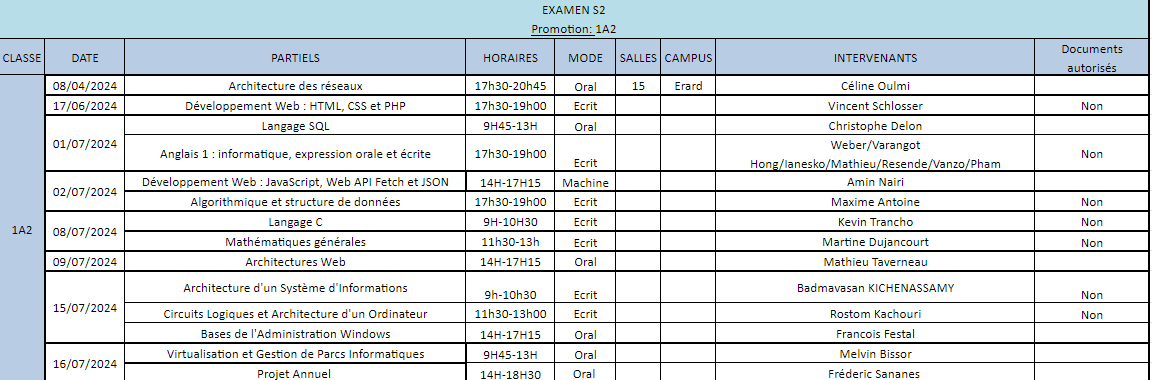 EXAMEN S2
Promotion: 1A2
CLASSE DATE PARTIELS HORAIRES MODE SALLES CAMPUS INTERVENANTS Documents autorisés
1A2
08/04/2024 Architecture des réseaux 17h30-20h45 Oral 15 Erard Céline Oulmi
17/06/2024 Développement Web : HTML, CSS et PHP 17h30-19h00 Ecrit Vincent Schlosser Non
01/07/2024 Langage SQL 9H45-13H Oral Christophe Delon
Anglais 1 : informatique, expression orale et écrite 17h30-19h00 Ecrit Weber/Varangot Hong/Ianesko/Mathieu/Resende/Vanzo/Pham Non
02/07/2024 Développement Web : JavaScript, Web API Fetch et JSON 14H-17H15 Machine Amin Nairi
Algorithmique et structure de données 17h30-19h00 Ecrit Maxime Antoine Non
08/07/2024 Langage C 9H-10H30 Ecrit Kevin Trancho Non
Mathématiques générales 11h30-13h Ecrit Martine Dujancourt Non
09/07/2024 Architectures Web 14H-17H15 Oral Mathieu Taverneau
15/07/2024 Architecture d'un Système d'Informations 9h-10h30 Ecrit Badmavasan KICHENASSAMY Non
Circuits Logiques et Architecture d'un Ordinateur 11h30-13h00 Ecrit Rostom Kachouri Non
Bases de l'Administration Windows 14H-17H15 Oral Francois Festal
16/07/2024 Virtualisation et Gestion de Parcs Informatiques 9H45-13H Oral Melvin Bissor
Projet Annuel 14H-18H30 Oral Fréderic Sananes